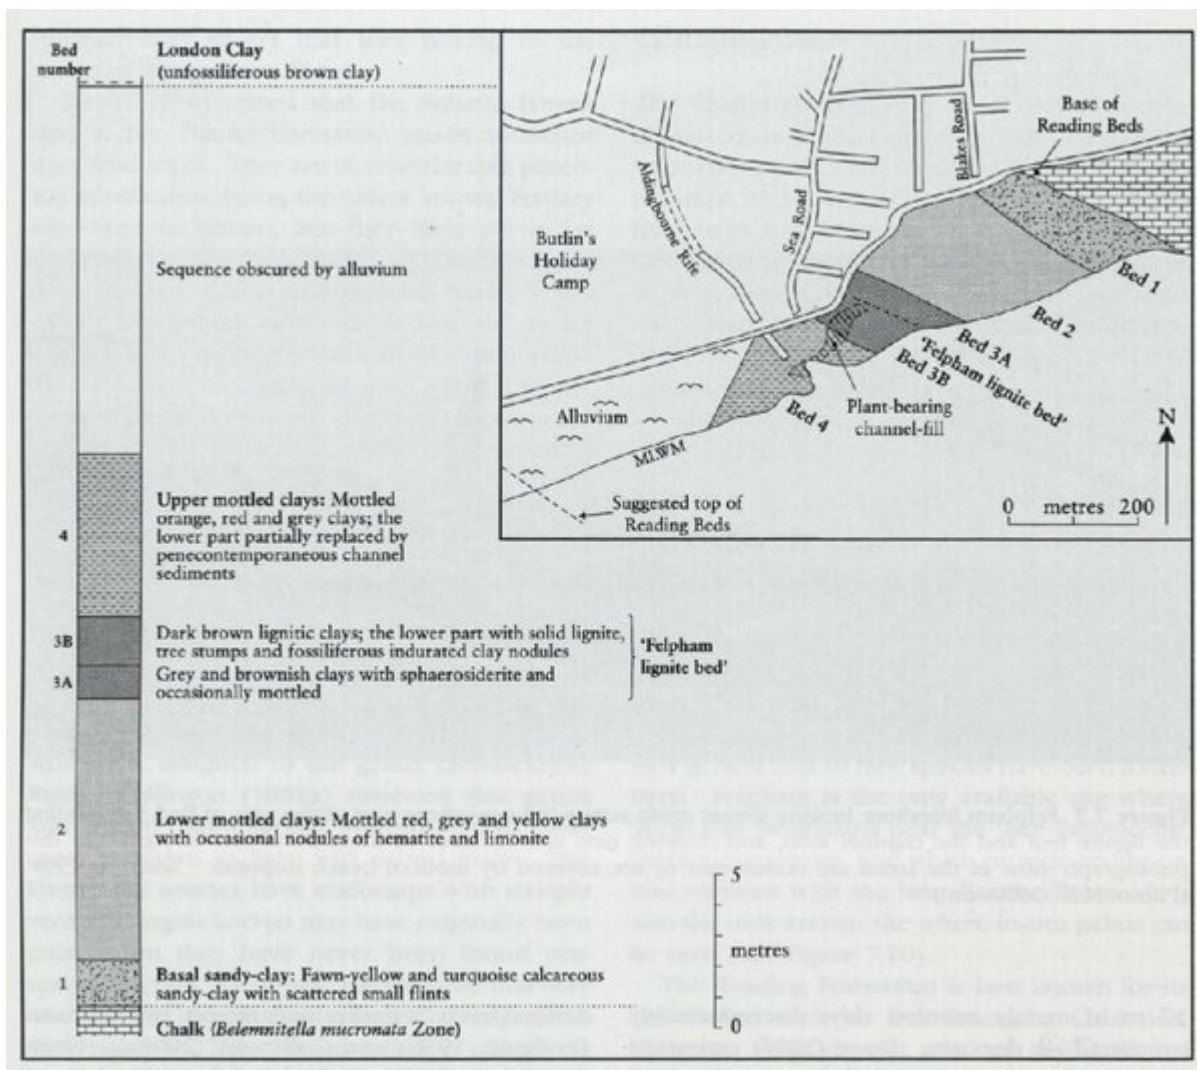 Bed
number
London Clay
(unfossiliferous brown clay)
Sequence obscured by alluvium
4
Upper mottled clays: Mottled
orange, red and grey clays; the
lower part partially replaced by
penecontemporaneous channel
sediments
3B
Dark brown lignitic clays; the lower part with solid lignite,
tree stumps and fossiliferous indurated clay nodules
3A
Grey and brownish clays with sphaerosiderite and
occasionally mottled
'Felpham
lignite bed'
2
Lower mottled clays: Mottled red, grey and yellow clays
with occasional nodules of hematite and limonite
1
Basal sandy-clay: Fawn-yellow and turquoise calcareous
sandy-clay with scattered small flints
Chalk (Belemnitella mucronata Zone)
5
metres
0
Base of
Reading Beds
Blakes Road
Sea Road
Aldingbourne Rife
Butlin's
Holiday
Camp
Bed 1
Bed 2
Bed 3A
'Felpham lignite bed'
Bed 3B
Plant-bearing
channel-fill
Bed 4
Alluvium
MLWM
Suggested top of
Reading Beds
N
0 metres 200